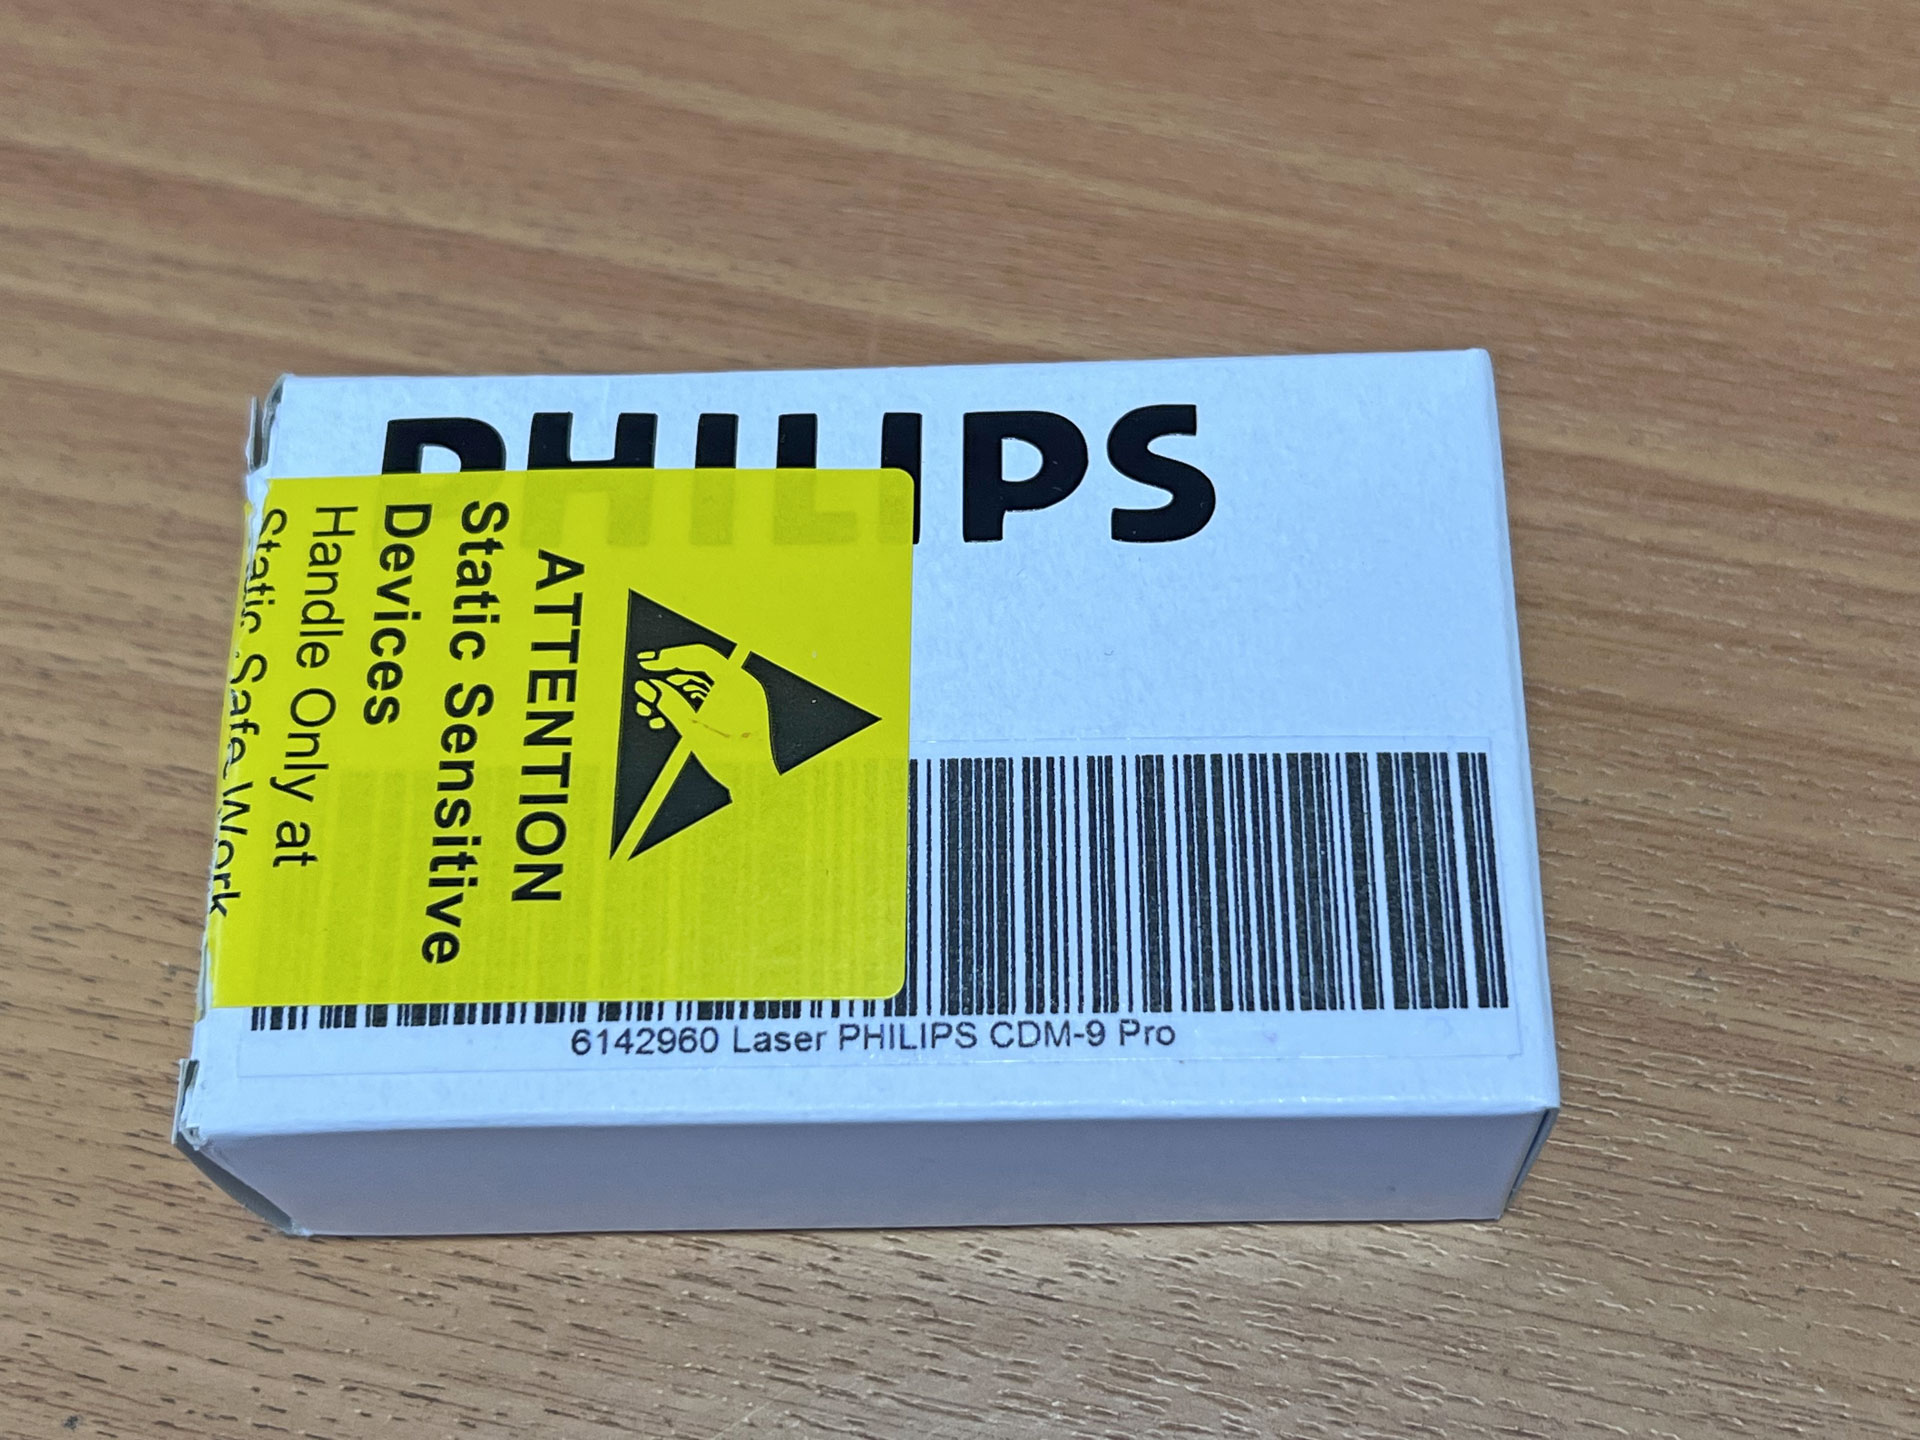 PHILIPS
ATTENTION
Static Sensitive
Devices
Handle Only at
Static Safe Work
6142960 Laser PHILIPS CDM-9 Pro